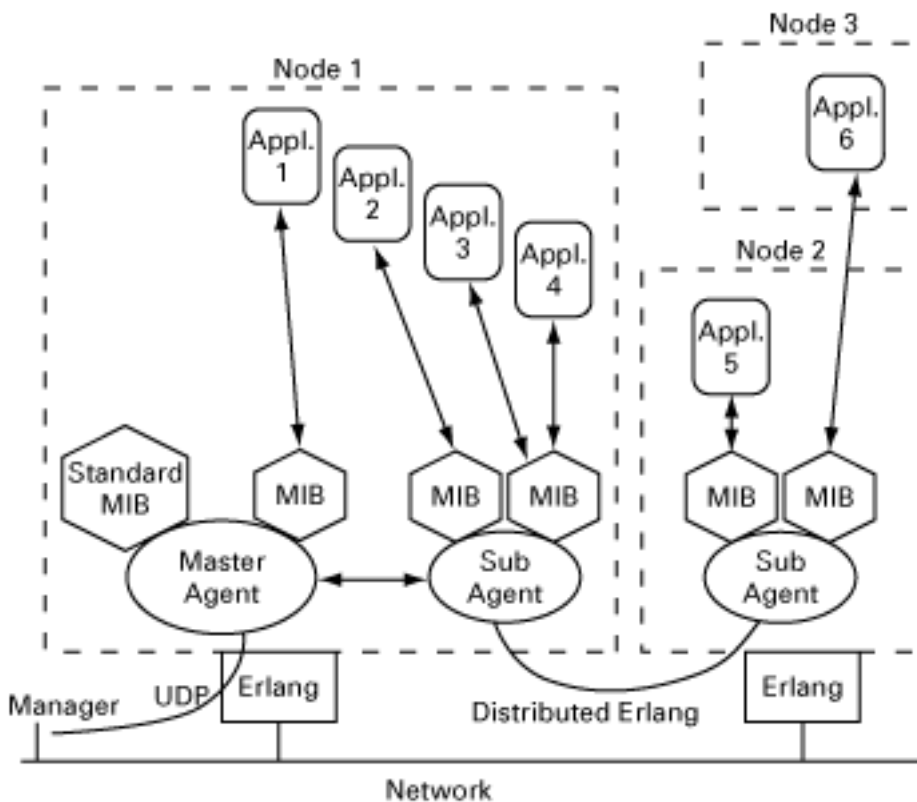 Node 3
Node 1
Appl.
6
Appl.
1
Appl.
2
Appl.
3
Appl.
4
Node 2
Appl.
5
Standard
MIB
MIB
MIB
MIB
MIB
MIB
Master
Agent
Sub
Agent
Sub
Agent
Manager
UDP
Erlang
Distributed Erlang
Erlang
Network